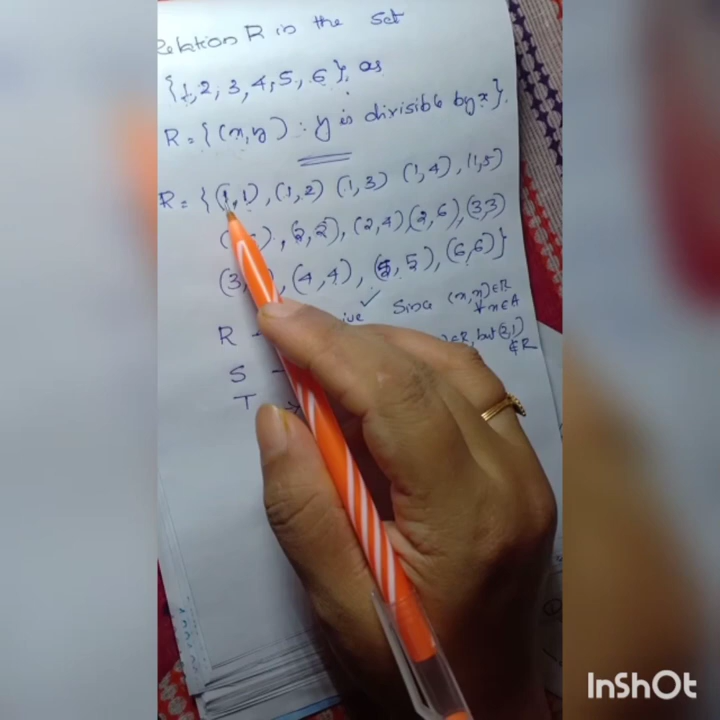 Relation R in the set
{1, 2, 3, 4, 5, 6}, as
R = {(x, y) : y is divisible by x}.
R = {(1,1), (1,2) (1,3) (1,4), (1,5)
, (2,2), (2,4) (2,6), (3,3)
(3, , (4,4), (5,5), (6,6)}
R - ive ✓ Since (x,x)∈R
∀ x∈A
∈R, but (2,1)
S - ∉R
T →
InShOt